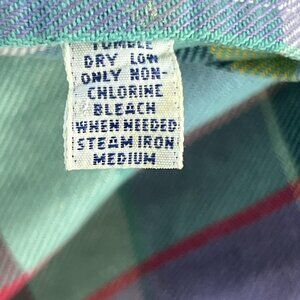 TUMBLE
DRY LOW
ONLY NON-
CHLORINE
BLEACH
WHEN NEEDED
STEAM IRON
MEDIUM